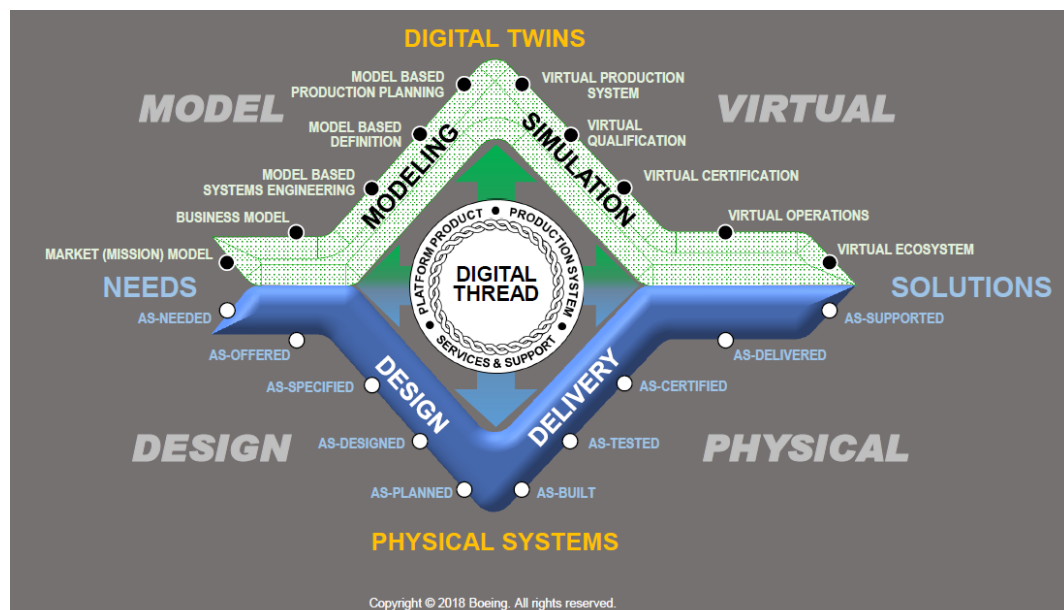 DIGITAL TWINS
MODEL BASED
PRODUCTION PLANNING
VIRTUAL PRODUCTION
SYSTEM
MODEL
VIRTUAL
MODEL BASED
DEFINITION
VIRTUAL
QUALIFICATION
MODELING
SIMULATION
MODEL BASED
SYSTEMS ENGINEERING
VIRTUAL CERTIFICATION
BUSINESS MODEL
VIRTUAL OPERATIONS
MARKET (MISSION) MODEL
VIRTUAL ECOSYSTEM
PLATFORM PRODUCT • PRODUCTION SYSTEM • SERVICES & SUPPORT •
DIGITAL
THREAD
NEEDS
SOLUTIONS
AS-NEEDED
AS-SUPPORTED
AS-OFFERED
AS-DELIVERED
AS-SPECIFIED
AS-CERTIFIED
DESIGN
DELIVERY
AS-DESIGNED
AS-TESTED
DESIGN
PHYSICAL
AS-PLANNED
AS-BUILT
PHYSICAL SYSTEMS
Copyright © 2018 Boeing. All rights reserved.